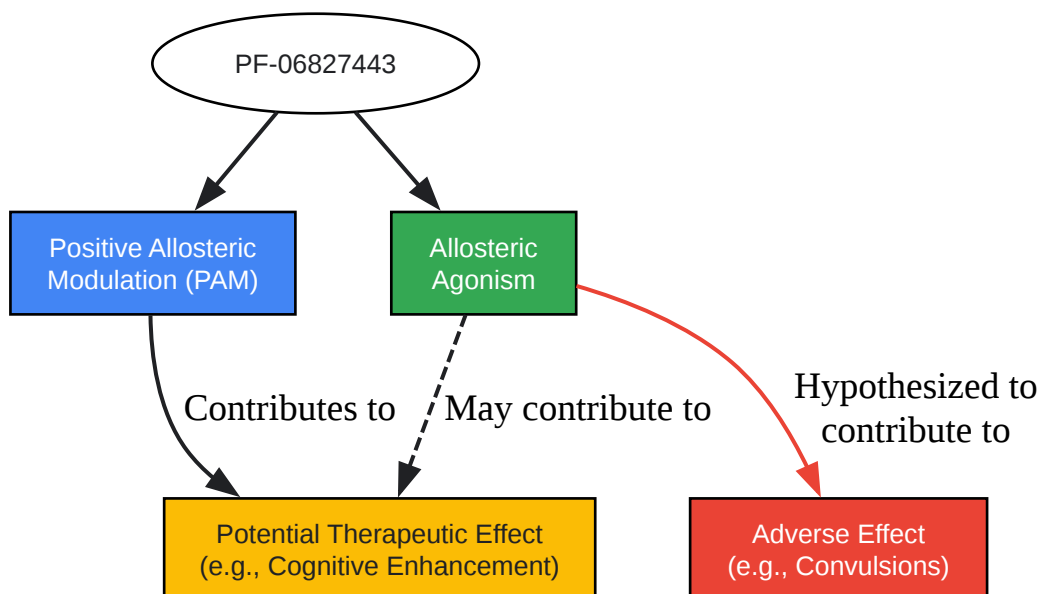 PF-06827443
Positive Allosteric
Modulation (PAM)
Allosteric
Agonism
Contributes to
May contribute to
Hypothesized to
contribute to
Potential Therapeutic Effect
(e.g., Cognitive Enhancement)
Adverse Effect
(e.g., Convulsions)